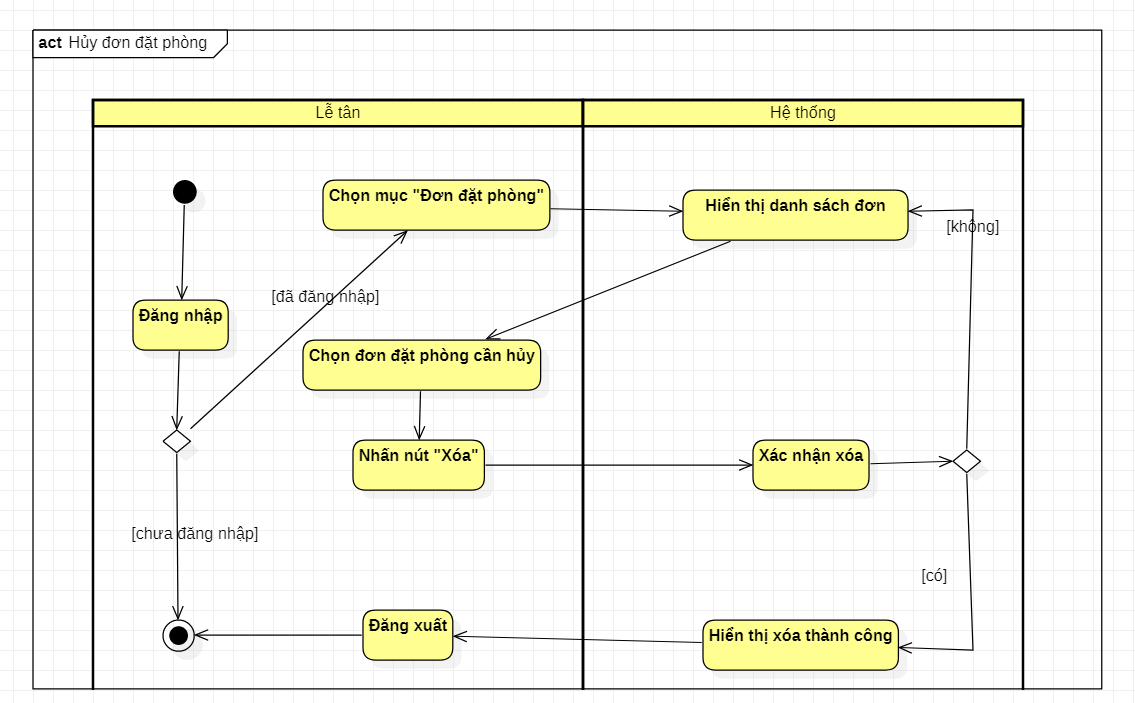 act Hủy đơn đặt phòng
Lễ tân
Hệ thống
Chọn mục "Đơn đặt phòng"
Hiển thị danh sách đơn
[không]
[đã đăng nhập]
Đăng nhập
Chọn đơn đặt phòng cần hủy
Nhấn nút "Xóa"
Xác nhận xóa
[chưa đăng nhập]
[có]
Đăng xuất
Hiển thị xóa thành công